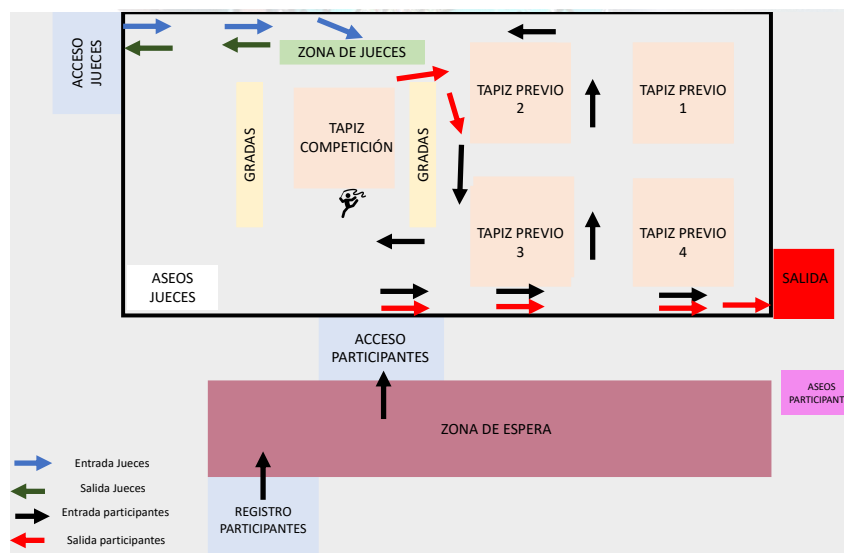 ACCESO
JUECES
ZONA DE JUECES
GRADAS
TAPIZ
COMPETICIÓN
GRADAS
TAPIZ PREVIO
2
TAPIZ PREVIO
1
TAPIZ PREVIO
3
TAPIZ PREVIO
4
ASEOS
JUECES
SALIDA
ACCESO
PARTICIPANTES
ASEOS
PARTICIPANT
ZONA DE ESPERA
REGISTRO
PARTICIPANTES
Entrada Jueces
Salida Jueces
Entrada participantes
Salida participantes